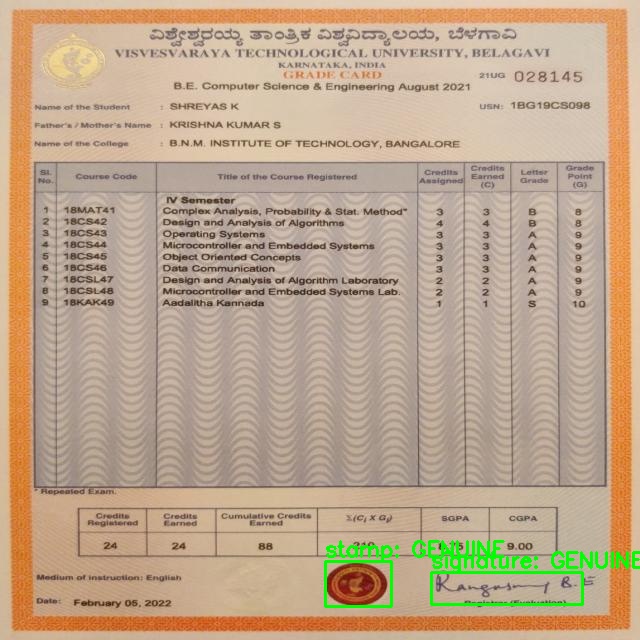 ವಿಶ್ವೇಶ್ವರಯ್ಯ ತಾಂತ್ರಿಕ ವಿಶ್ವವಿದ್ಯಾಲಯ, ಬೆಳಗಾವಿ
VISVESVARAYA TECHNOLOGICAL UNIVERSITY, BELAGAVI
KARNATAKA, INDIA
GRADE CARD
21UG 028145
B.E. Computer Science & Engineering August 2021
Name of the Student : SHREYAS K USN: 1BG19CS098
Father's / Mother's Name : KRISHNA KUMAR S
Name of the College : B.N.M. INSTITUTE OF TECHNOLOGY, BANGALORE
Sl. No. Course Code Title of the Course Registered Credits Assigned Credits Earned (C) Letter Grade Grade Point (G)
IV Semester
1 18MAT41 Complex Analysis, Probability & Stat. Method* 3 3 B 8
2 18CS42 Design and Analysis of Algorithms 4 4 B 8
3 18CS43 Operating Systems 3 3 A 9
4 18CS44 Microcontroller and Embedded Systems 3 3 A 9
5 18CS45 Object Oriented Concepts 3 3 A 9
6 18CS46 Data Communication 3 3 A 9
7 18CSL47 Design and Analysis of Algorithm Laboratory 2 2 A 9
8 18CSL48 Microcontroller and Embedded Systems Lab. 2 2 A 9
9 18KAK49 Aadalitha Kannada 1 1 S 10
* Repeated Exam.
Credits Registered Credits Earned Cumulative Credits Earned Σ(Ci X Gi) SGPA CGPA
24 24 88 9.00
stamp: GENUINE
signature: GENUINE
Medium of instruction: English
Rangasamy B.E
Registrar (Evaluation)
Date: February 05, 2022